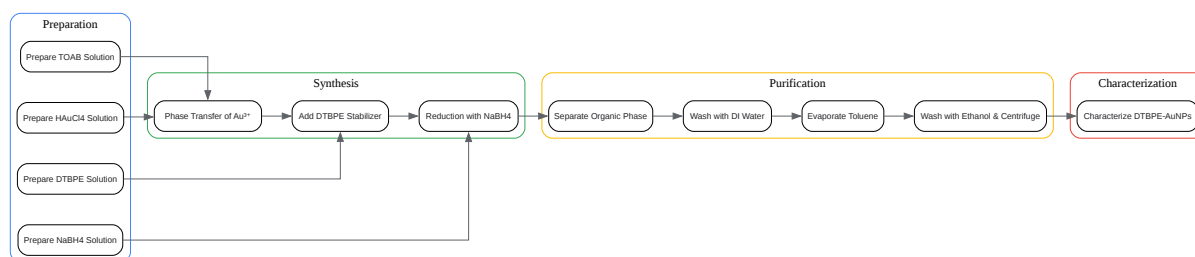 Preparation
Prepare TOAB Solution
Prepare HAuCl4 Solution
Prepare DTBPE Solution
Prepare NaBH4 Solution
Synthesis
Phase Transfer of Au³⁺
Add DTBPE Stabilizer
Reduction with NaBH4
Purification
Separate Organic Phase
Wash with DI Water
Evaporate Toluene
Wash with Ethanol & Centrifuge
Characterization
Characterize DTBPE-AuNPs